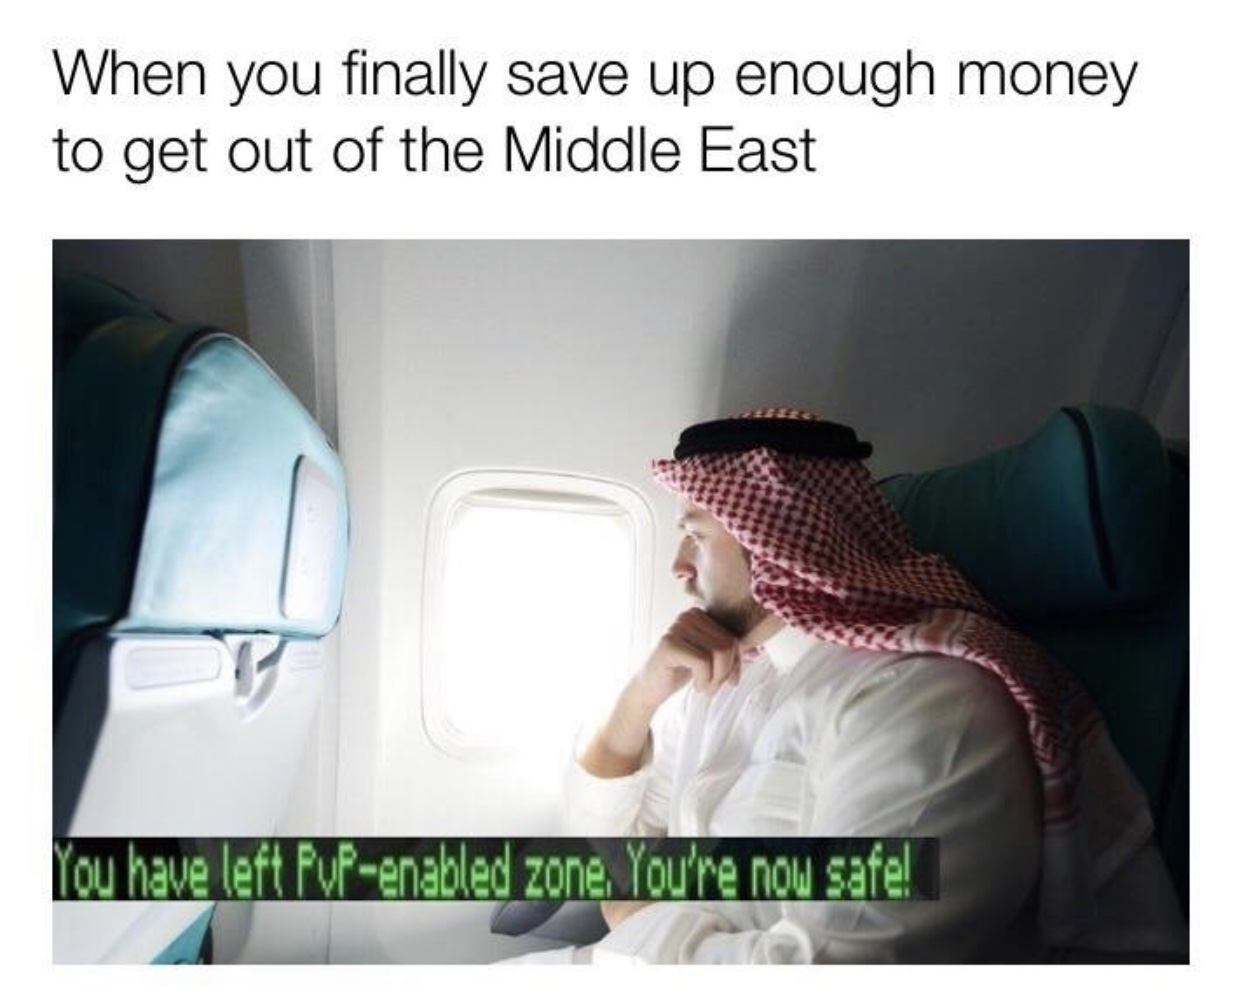 When you finally save up enough money
to get out of the Middle East
You have left PvP-enabled zone. You're now safe!